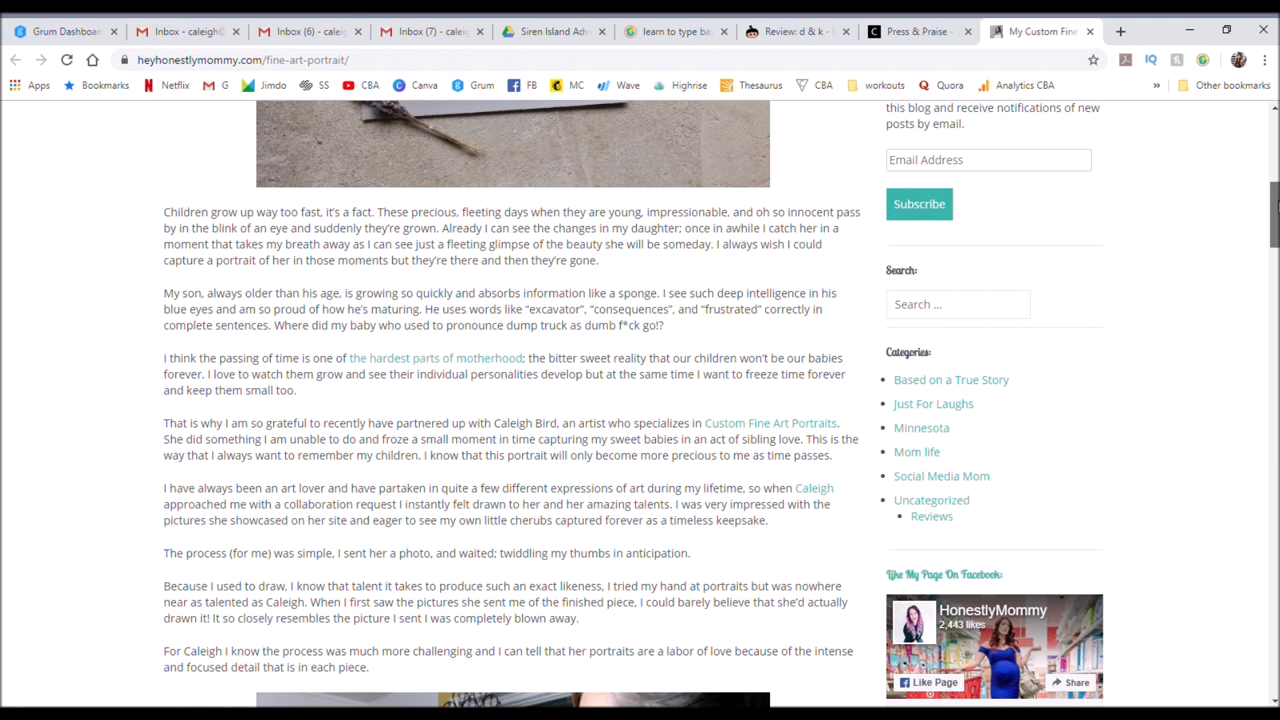 Grum Dashboar
Inbox - caleigh@
Inbox (6) - caleig
Inbox (7) - caleig
Siren Island Adv
learn to type bas
Review: d & k -
Press & Praise -
My Custom Fine
heyhonestlymommy.com/fine-art-portrait/
Apps
Bookmarks
Netflix
G
Jimdo
SS
CBA
Canva
Grum
FB
MC
Wave
Highrise
Thesaurus
CBA
workouts
Quora
Analytics CBA
»
Other bookmarks
Children grow up way too fast, it's a fact. These precious, fleeting days when they are young, impressionable, and oh so innocent pass
by in the blink of an eye and suddenly they're grown. Already I can see the changes in my daughter; once in awhile I catch her in a
moment that takes my breath away as I can see just a fleeting glimpse of the beauty she will be someday. I always wish I could
capture a portrait of her in those moments but they're there and then they're gone.
My son, always older than his age, is growing so quickly and absorbs information like a sponge. I see such deep intelligence in his
blue eyes and am so proud of how he's maturing. He uses words like "excavator", "consequences", and "frustrated" correctly in
complete sentences. Where did my baby who used to pronounce dump truck as dumb f*ck go!?
I think the passing of time is one of the hardest parts of motherhood; the bitter sweet reality that our children won't be our babies
forever. I love to watch them grow and see their individual personalities develop but at the same time I want to freeze time forever
and keep them small too.
That is why I am so grateful to recently have partnered up with Caleigh Bird, an artist who specializes in Custom Fine Art Portraits.
She did something I am unable to do and froze a small moment in time capturing my sweet babies in an act of sibling love. This is the
way that I always want to remember my children. I know that this portrait will only become more precious to me as time passes.
I have always been an art lover and have partaken in quite a few different expressions of art during my lifetime, so when Caleigh
approached me with a collaboration request I instantly felt drawn to her and her amazing talents. I was very impressed with the
pictures she showcased on her site and eager to see my own little cherubs captured forever as a timeless keepsake.
The process (for me) was simple, I sent her a photo, and waited; twiddling my thumbs in anticipation.
Because I used to draw, I know that talent it takes to produce such an exact likeness, I tried my hand at portraits but was nowhere
near as talented as Caleigh. When I first saw the pictures she sent me of the finished piece, I could barely believe that she'd actually
drawn it! It so closely resembles the picture I sent I was completely blown away.
For Caleigh I know the process was much more challenging and I can tell that her portraits are a labor of love because of the intense
and focused detail that is in each piece.
this blog and receive notifications of new
posts by email.
Email Address
Subscribe
Search:
Search …
Categories:
Based on a True Story
Just For Laughs
Minnesota
Mom life
Social Media Mom
Uncategorized
Reviews
Like My Page On Facebook:
HonestlyMommy
2,443 likes
Like Page
Share